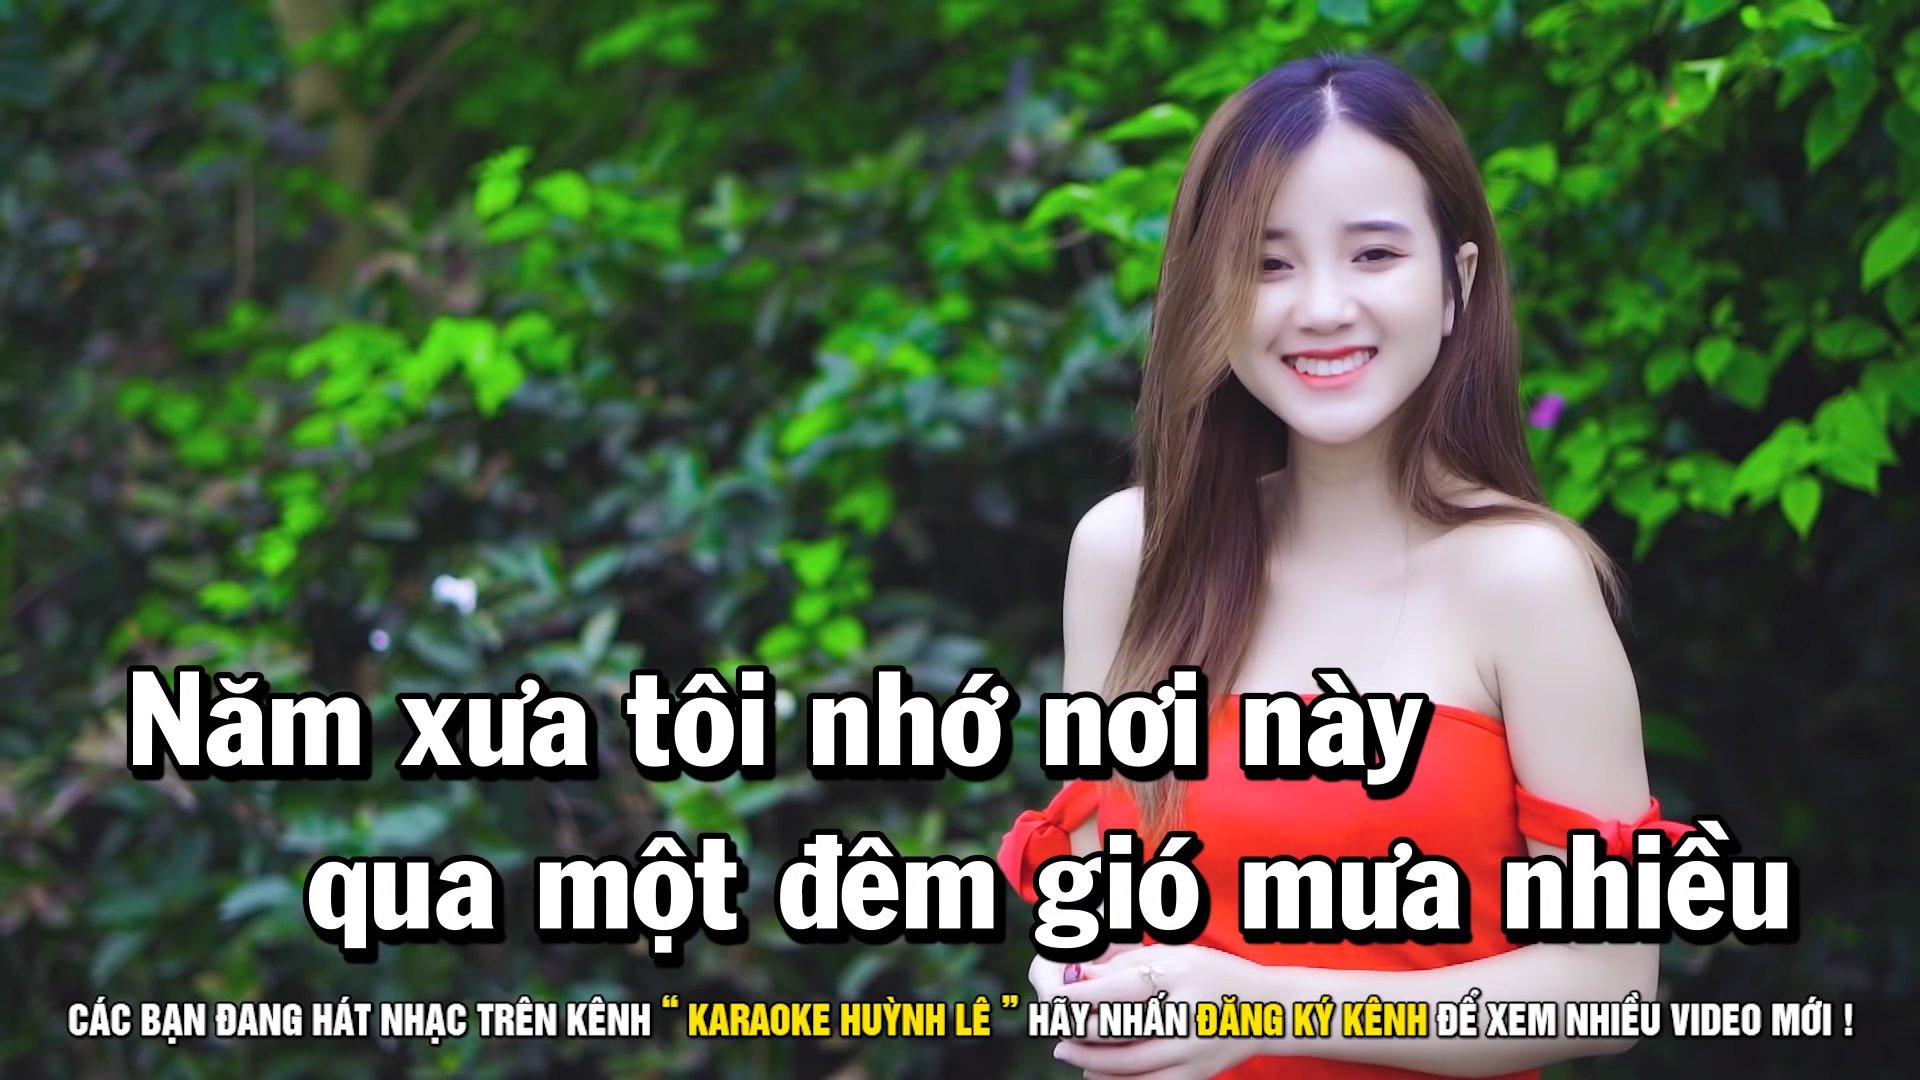 Năm xưa tôi nhớ nơi này
qua một đêm gió mưa nhiều
CÁC BẠN ĐANG HÁT NHẠC TRÊN KÊNH “ KARAOKE HUỲNH LÊ ” HÃY NHẤN ĐĂNG KÝ KÊNH ĐỂ XEM NHIỀU VIDEO MỚI !